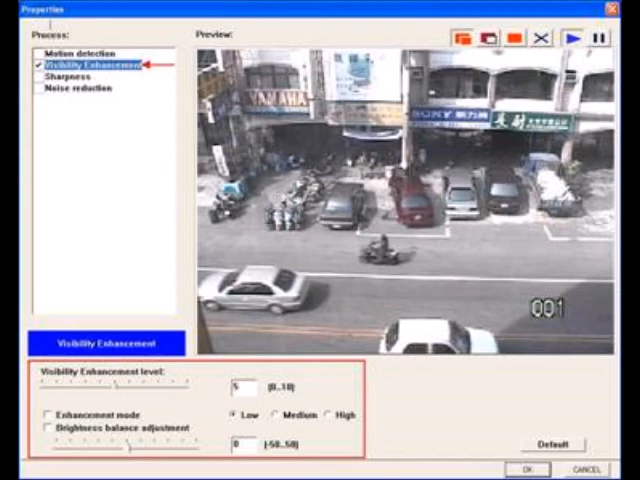 Properties
Process:
Preview:
Motion detection
Visibility Enhancement
Sharpness
Noise reduction
YAMAHA
001
Visibility Enhancement
Visibility Enhancement level:
5 (0..10)
Enhancement mode
Low Medium High
Brightness balance adjustment
0 (-50..50)
Default
OK CANCEL